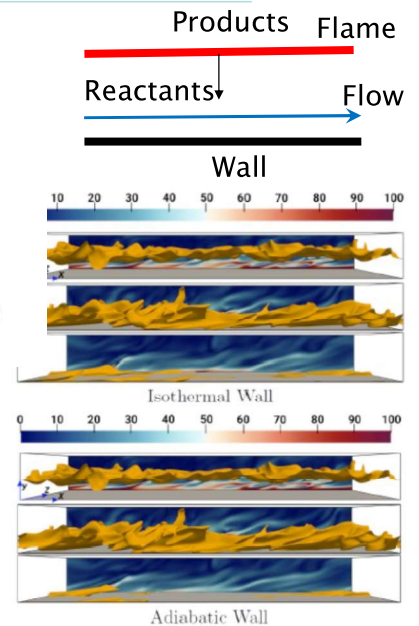 Products Flame
Reactants
Flow
Wall
10 20 30 40 50 60 70 80 90 100
x
Isothermal Wall
0 10 20 30 40 50 60 70 80 90 100
y
z
x
Adiabatic Wall